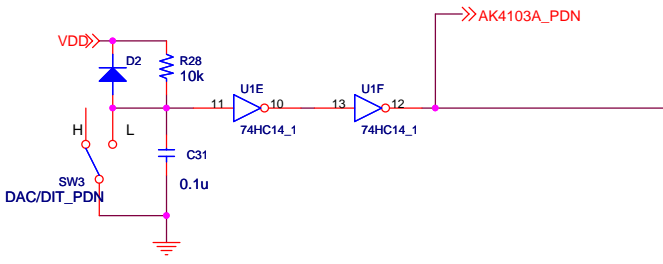 AK4103A_PDN
VDD
D2
R28
10k
U1E
U1F
11
10
13
12
74HC14_1
74HC14_1
H
L
C31
0.1u
SW3
DAC/DIT_PDN